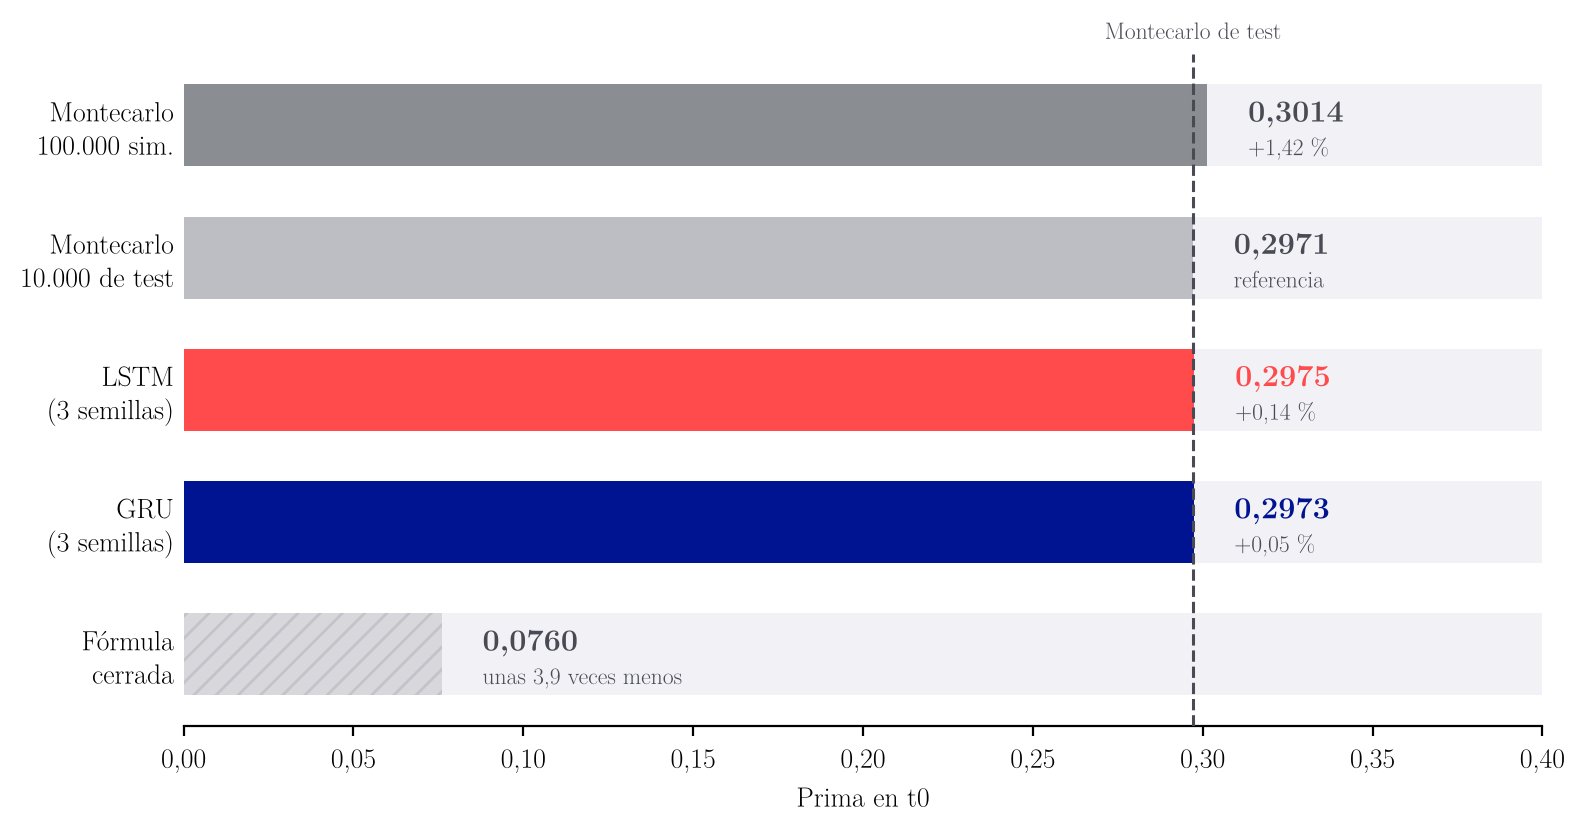 Montecarlo de test
Montecarlo
100.000 sim.
0,3014
+1,42 %
Montecarlo
10.000 de test
0,2971
referencia
LSTM
(3 semillas)
0,2975
+0,14 %
GRU
(3 semillas)
0,2973
+0,05 %
Fórmula
cerrada
0,0760
unas 3,9 veces menos
0,00 0,05 0,10 0,15 0,20 0,25 0,30 0,35 0,40
Prima en t0